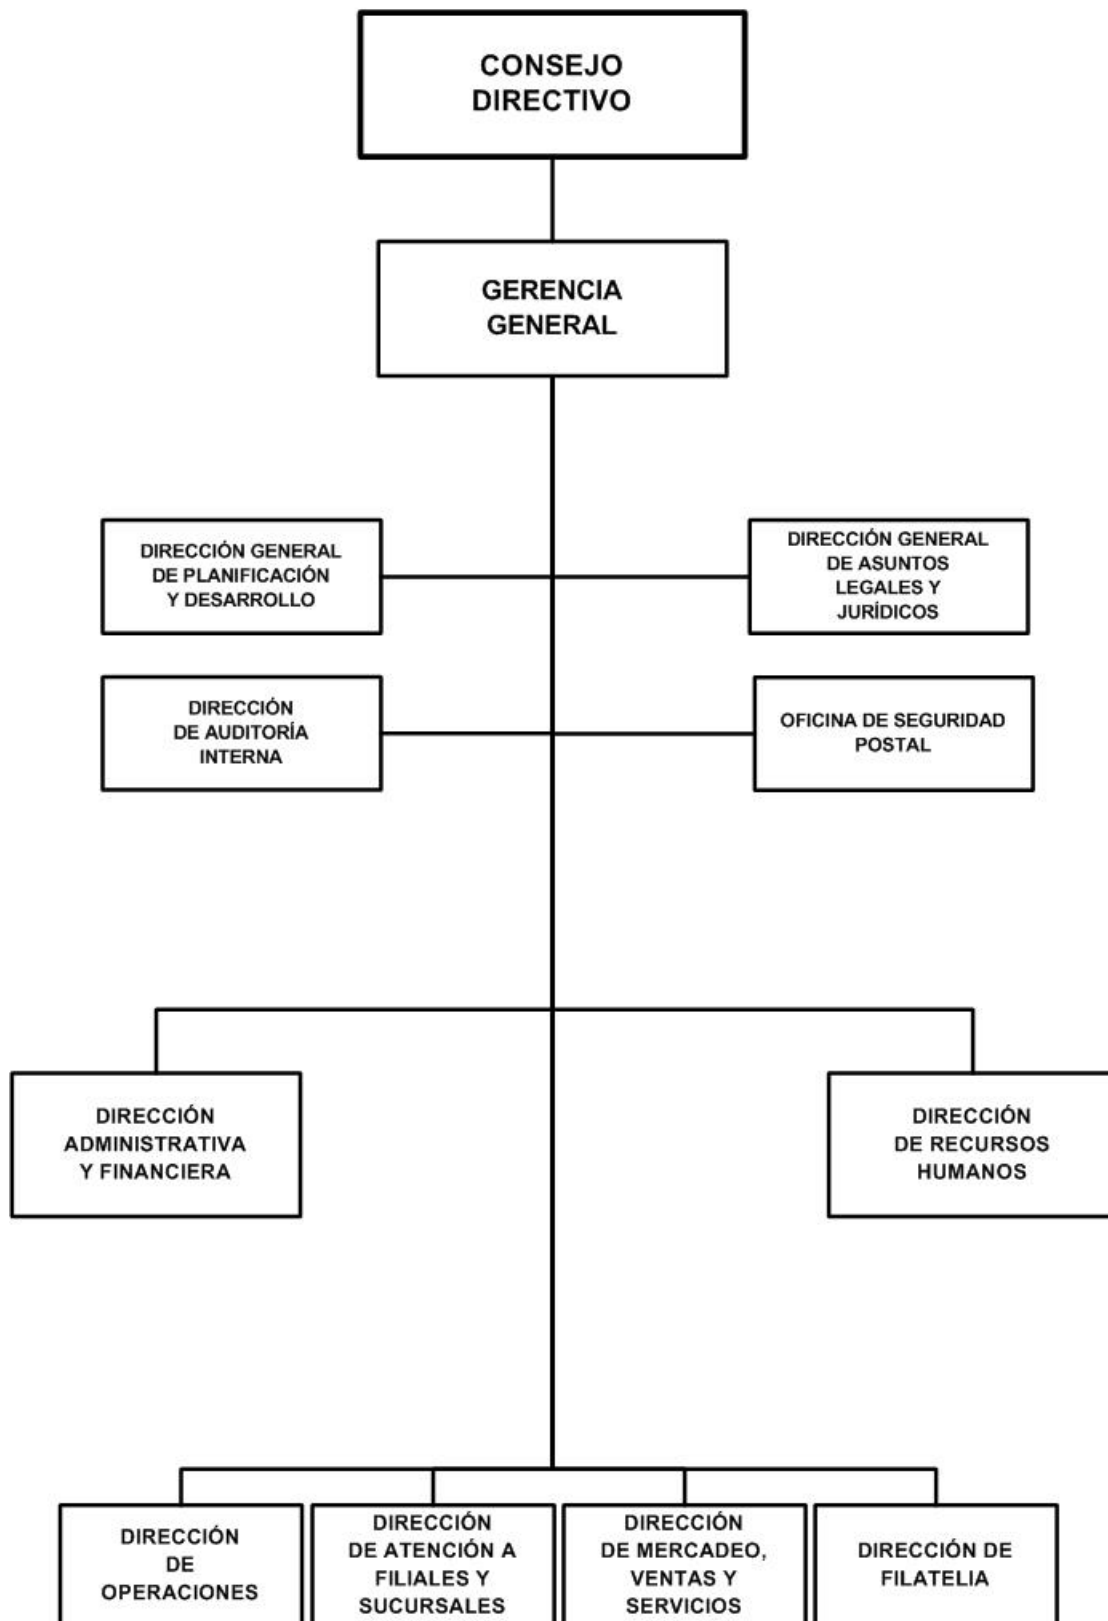 CONSEJO
DIRECTIVO
GERENCIA
GENERAL
DIRECCIÓN GENERAL
DE PLANIFICACIÓN
Y DESARROLLO
DIRECCIÓN GENERAL
DE ASUNTOS
LEGALES Y
JURÍDICOS
DIRECCIÓN
DE AUDITORÍA
INTERNA
OFICINA DE SEGURIDAD
POSTAL
DIRECCIÓN
ADMINISTRATIVA
Y FINANCIERA
DIRECCIÓN
DE RECURSOS
HUMANOS
DIRECCIÓN
DE
OPERACIONES
DIRECCIÓN
DE ATENCIÓN A
FILIALES Y
SUCURSALES
DIRECCIÓN
DE MERCADEO,
VENTAS Y
SERVICIOS
DIRECCIÓN DE
FILATELIA